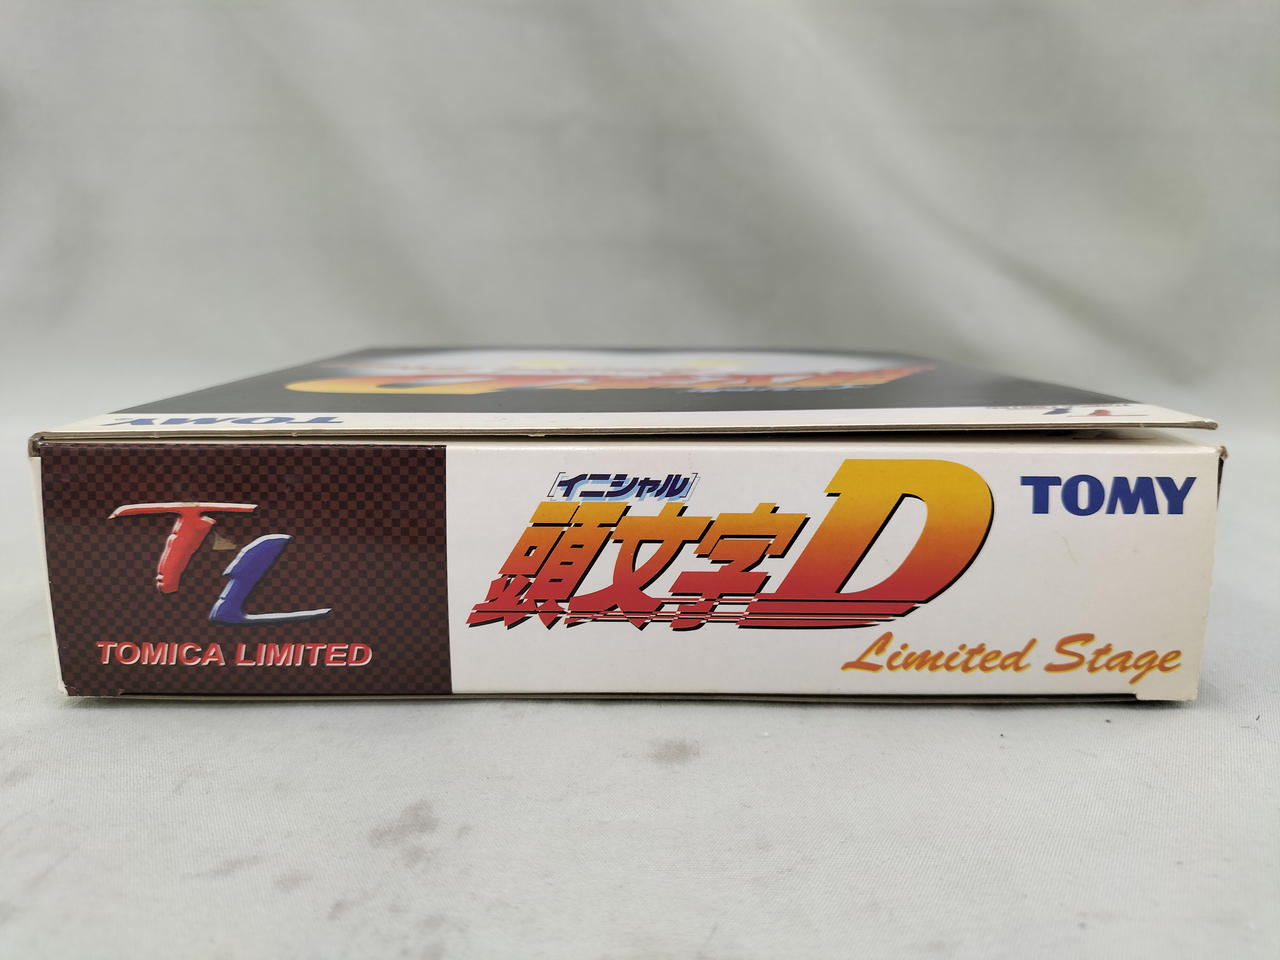 TOMY
TL
TOMICA LIMITED
[イニシャル]
頭文字D
TOMY
Limited Stage